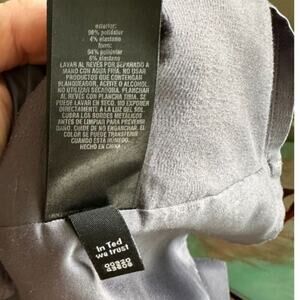 exterior:
96% poliéster
4% elastano
forro:
94% poliéster
6% elastano
LAVAR AL REVÉS POR SEPARADO A
MANO CON AGUA FRÍA. NO USAR
PRODUCTOS QUE CONTENGAN
BLANQUEADOR, ACEITE O ALCOHOL.
NO UTILIZAR SECADORA. PLANCHAR
AL REVÉS CON PLANCHA TIBIA. SE
PUEDE LAVAR EN SECO. NO EXPONER
DIRECTAMENTE A LA LUZ DEL SOL.
CUBRA LOS BORDES METÁLICOS
ANTES DE LIMPIAR PARA PREVENIR
DAÑO. CUIDE DE NO ENGANCHAR. EL
COLOR SE PUEDE TRANSFERIR
CUANDO ESTA HÚMEDO.
HECHO EN CHINA
In Ted
we trust